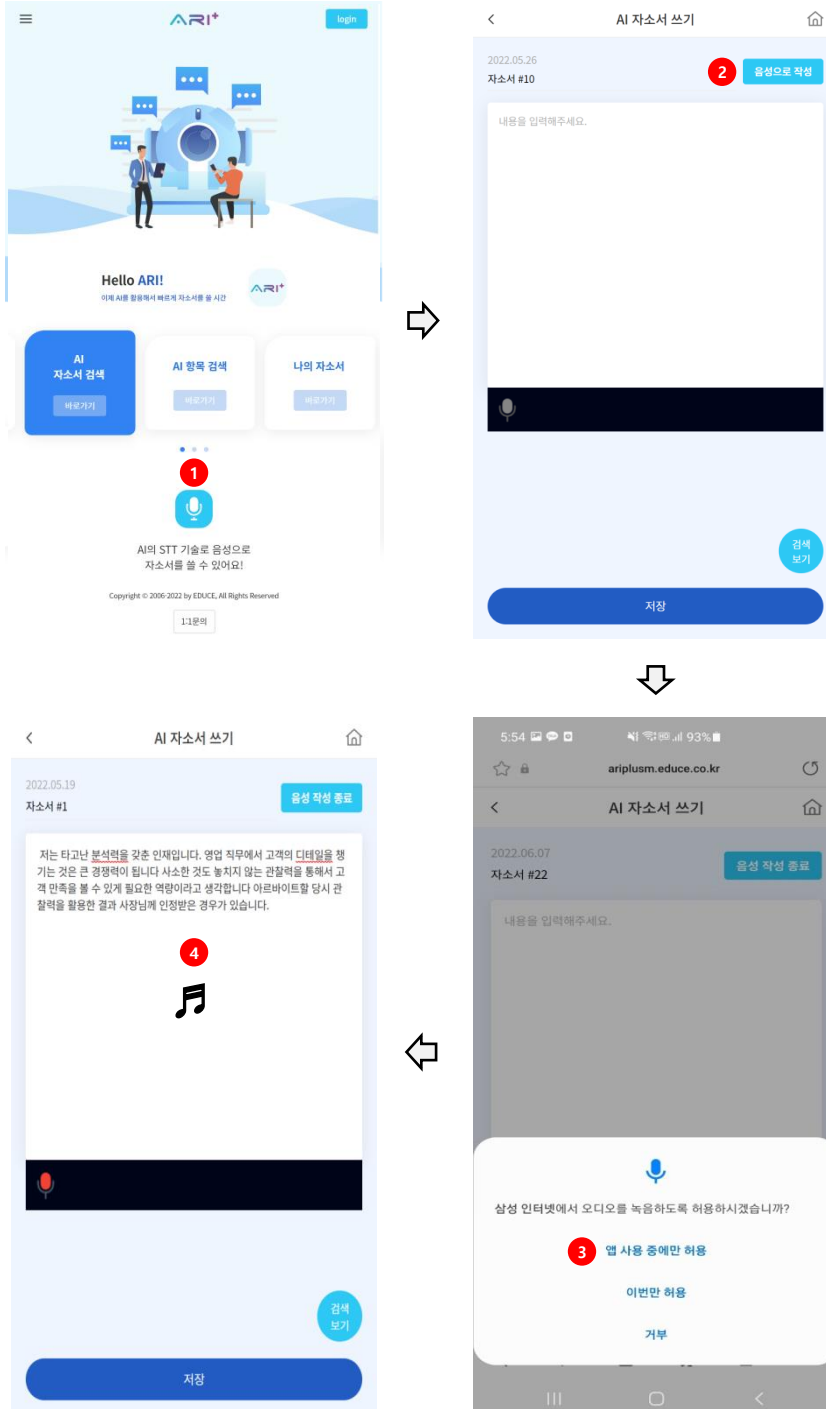 ARI+
login
Hello ARI!
이제 AI를 활용해서 빠르게 자소서를 쓸 시간
ARI+
AI
자소서 검색
바로가기
AI 항목 검색
바로가기
나의 자소서
바로가기
1
AI의 STT 기술로 음성으로
자소서를 쓸 수 있어요!
Copyright © 2006-2022 by EDUCE, All Rights Reserved
1:1문의
AI 자소서 쓰기
2022.05.26
자소서 #10
2
음성으로 작성
내용을 입력해주세요.
검색
보기
저장
5:54
93%
ariplusm.educe.co.kr
AI 자소서 쓰기
2022.06.07
자소서 #22
음성 작성 종료
내용을 입력해주세요.
삼성 인터넷에서 오디오를 녹음하도록 허용하시겠습니까?
3
앱 사용 중에만 허용
이번만 허용
거부
AI 자소서 쓰기
2022.05.19
자소서 #1
음성 작성 종료
저는 타고난 분석력을 갖춘 인재입니다. 영업 직무에서 고객의 디테일을 챙
기는 것은 큰 경쟁력이 됩니다 사소한 것도 놓치지 않는 관찰력을 통해서 고
객 만족을 볼 수 있게 필요한 역량이라고 생각합니다 아르바이트할 당시 관
찰력을 활용한 결과 사장님께 인정받은 경우가 있습니다.
4
검색
보기
저장